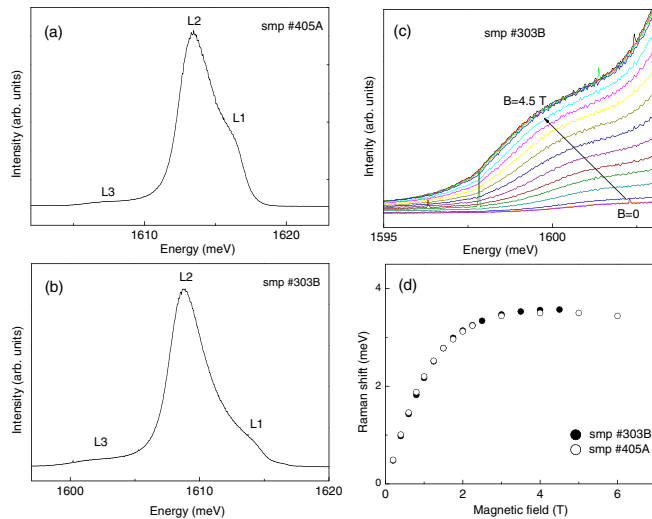 (a)
L2
smp #405A
L1
L3
Intensity (arb. units)
1610
1620
Energy (meV)
(b)
L2
smp #303B
L1
L3
Intensity (arb. units)
1600
1610
1620
Energy (meV)
(c)
smp #303B
B=4.5 T
B=0
Intenity (arb. units)
1595
1600
Energy (meV)
(d)
4
2
0
Raman shift (meV)
smp #303B
smp #405A
0
2
4
6
Magnetic field (T)